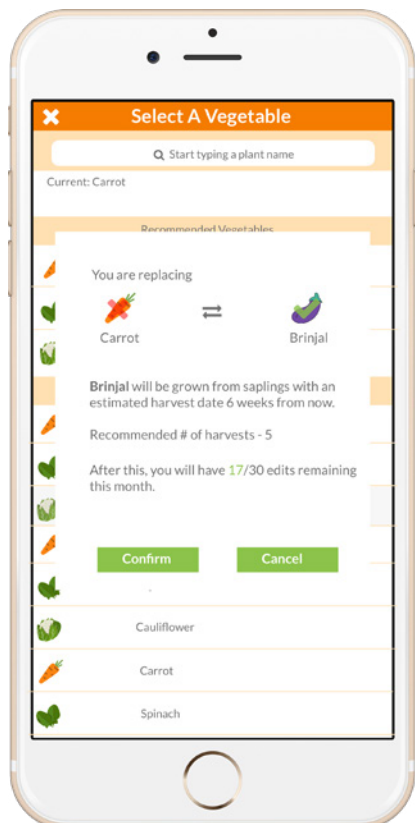 Select A Vegetable
Start typing a plant name
Current: Carrot
Recommended Vegetables
You are replacing
Carrot
Brinjal
Brinjal will be grown from saplings with an
estimated harvest date 6 weeks from now.
Recommended # of harvests - 5
After this, you will have 17/30 edits remaining
this month.
Confirm
Cancel
Cauliflower
Carrot
Spinach